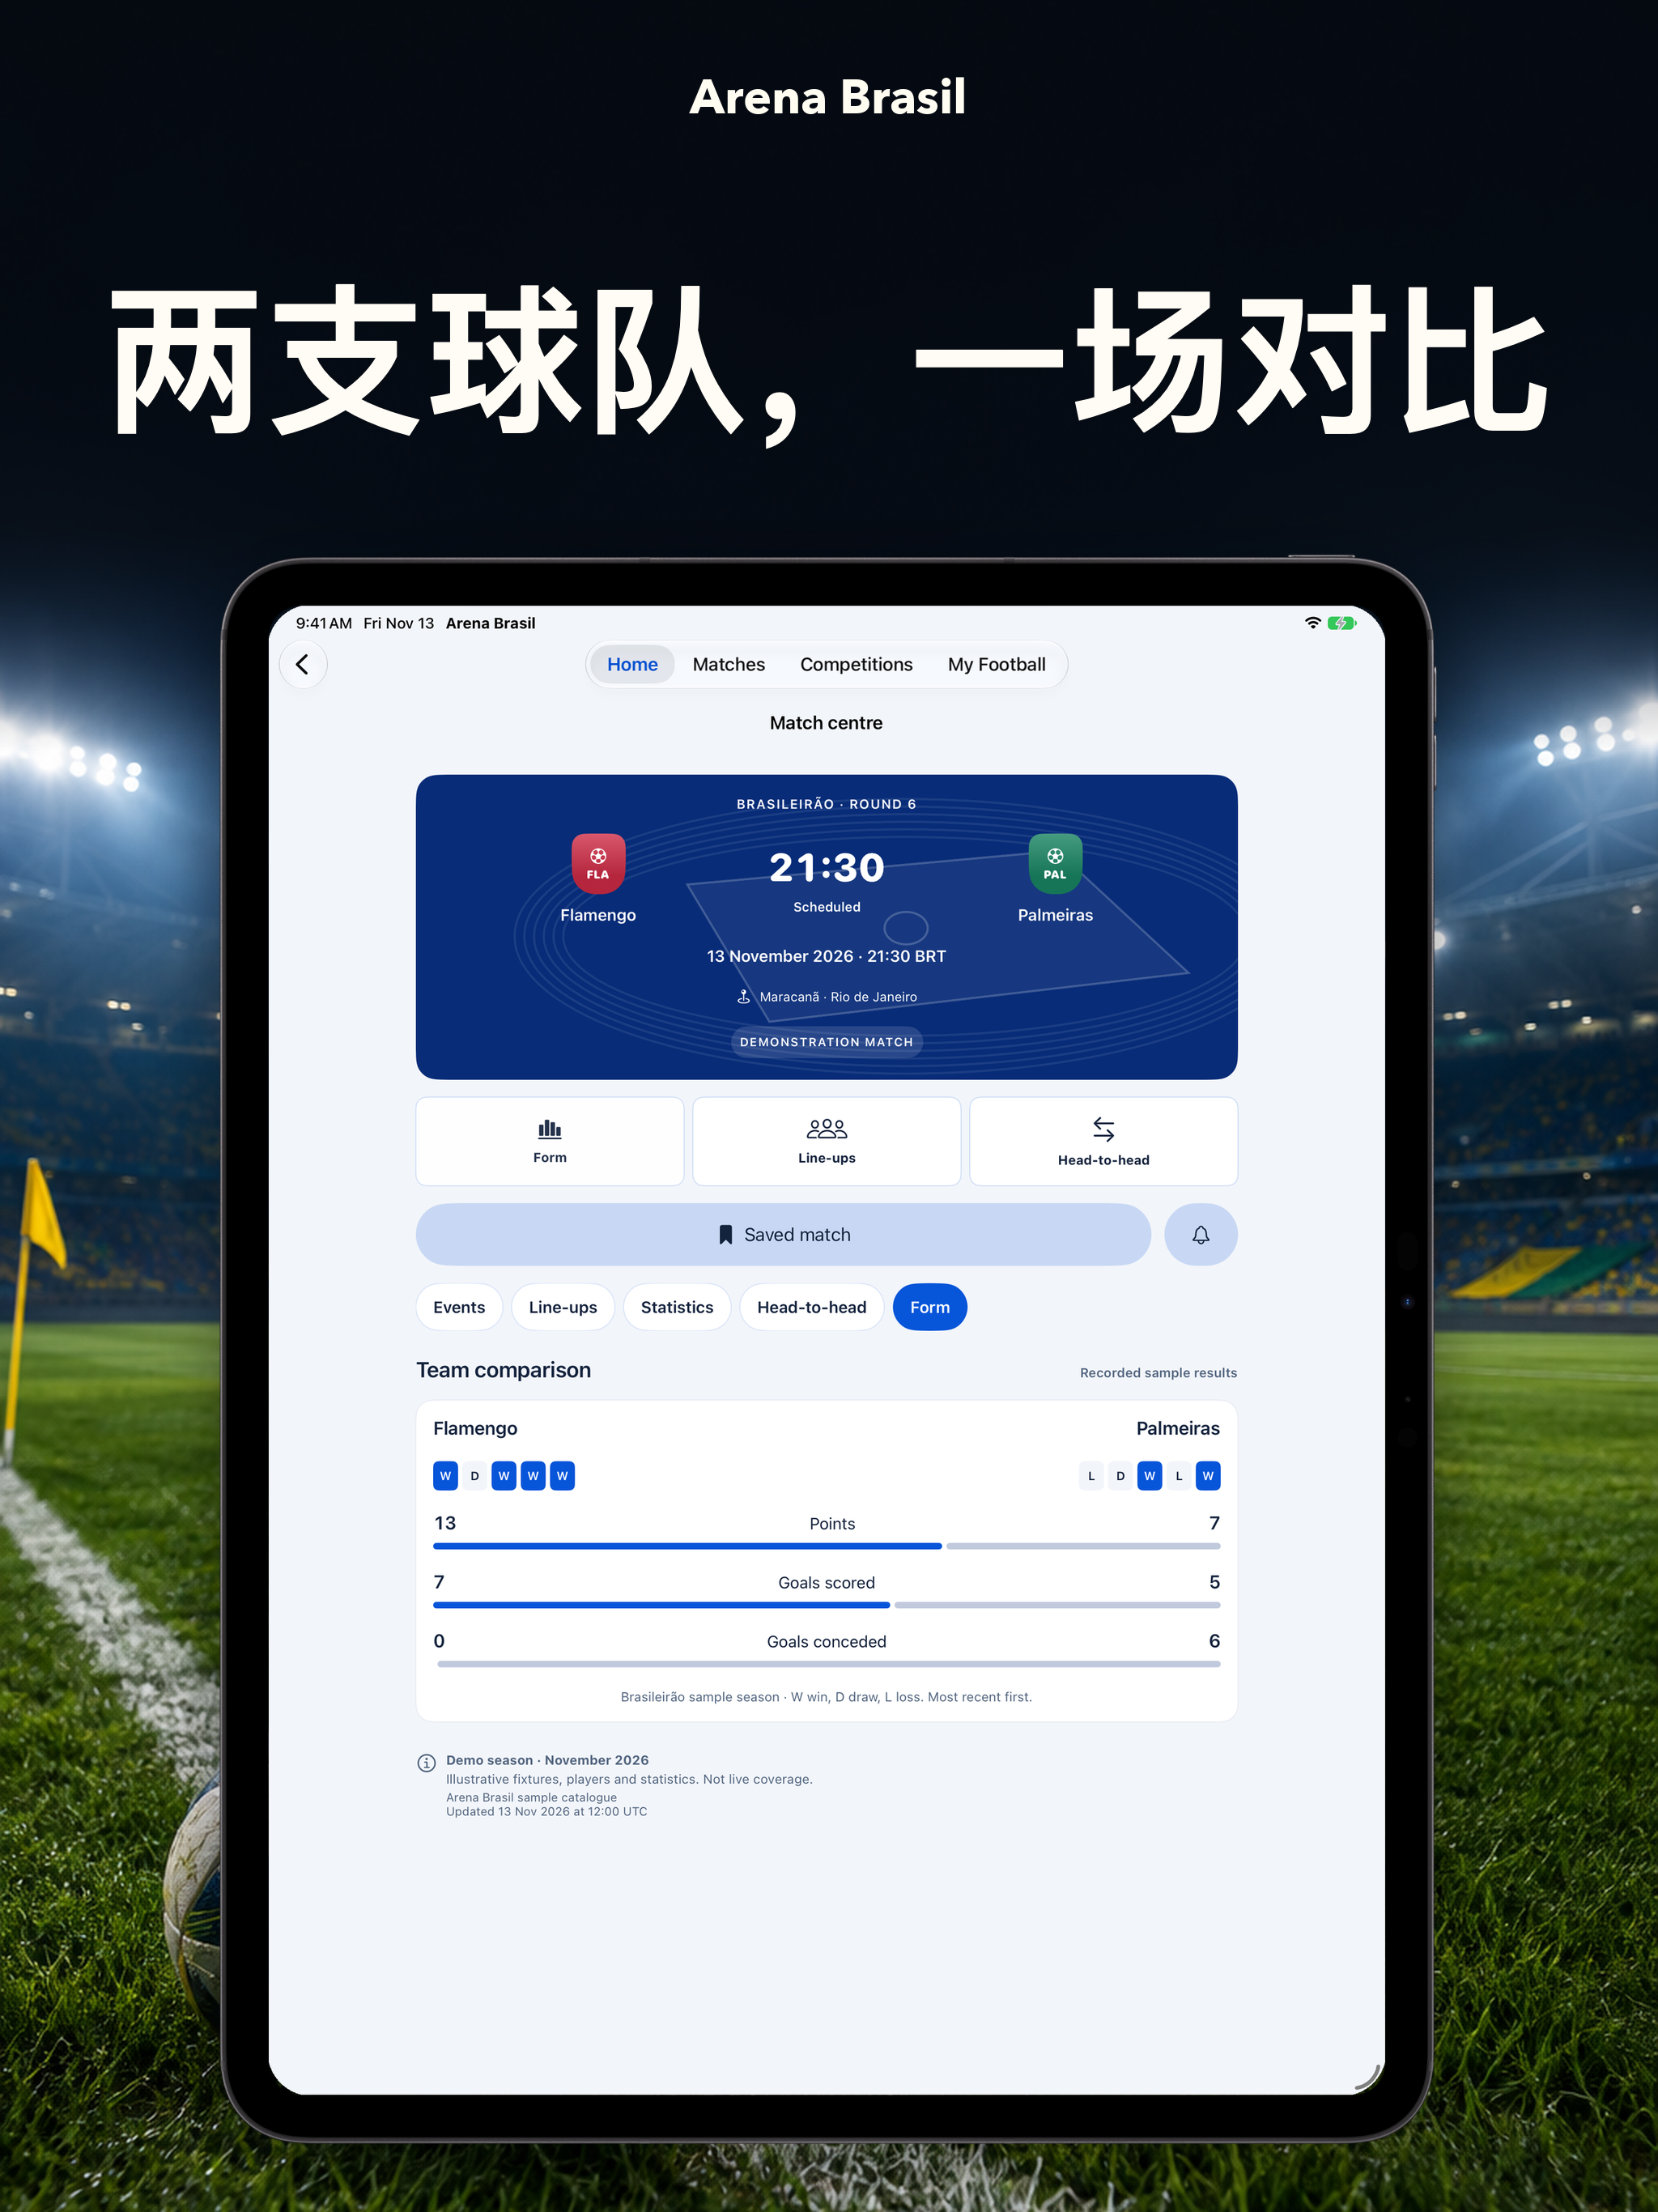 Arena Brasil
两支球队，一场对比
9:41 AM Fri Nov 13 Arena Brasil
Home Matches Competitions My Football
Match centre
BRASILEIRÃO · ROUND 6
FLA 21:30 PAL
Scheduled
Flamengo Palmeiras
13 November 2026 · 21:30 BRT
Maracanã · Rio de Janeiro
DEMONSTRATION MATCH
Form Line-ups Head-to-head
Saved match
Events Line-ups Statistics Head-to-head Form
Team comparison Recorded sample results
Flamengo Palmeiras
W D W W W L D W L W
13 Points 7
7 Goals scored 5
0 Goals conceded 6
Brasileirão sample season · W win, D draw, L loss. Most recent first.
Demo season · November 2026
Illustrative fixtures, players and statistics. Not live coverage.
Arena Brasil sample catalogue
Updated 13 Nov 2026 at 12:00 UTC